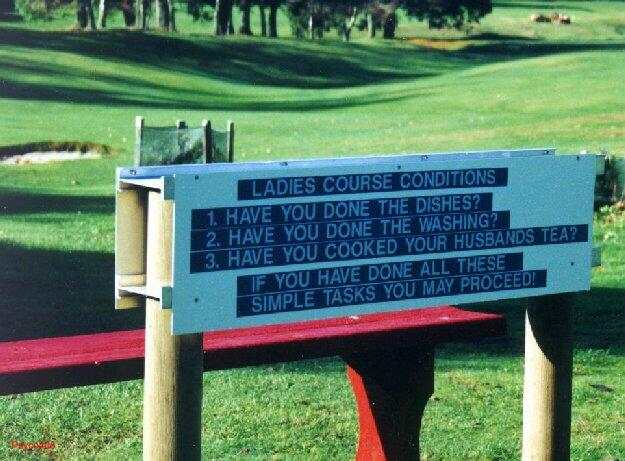 LADIES COURSE CONDITIONS
1. HAVE YOU DONE THE DISHES?
2. HAVE YOU DONE THE WASHING?
3. HAVE YOU COOKED YOUR HUSBANDS TEA?
IF YOU HAVE DONE ALL THESE
SIMPLE TASKS YOU MAY PROCEED!